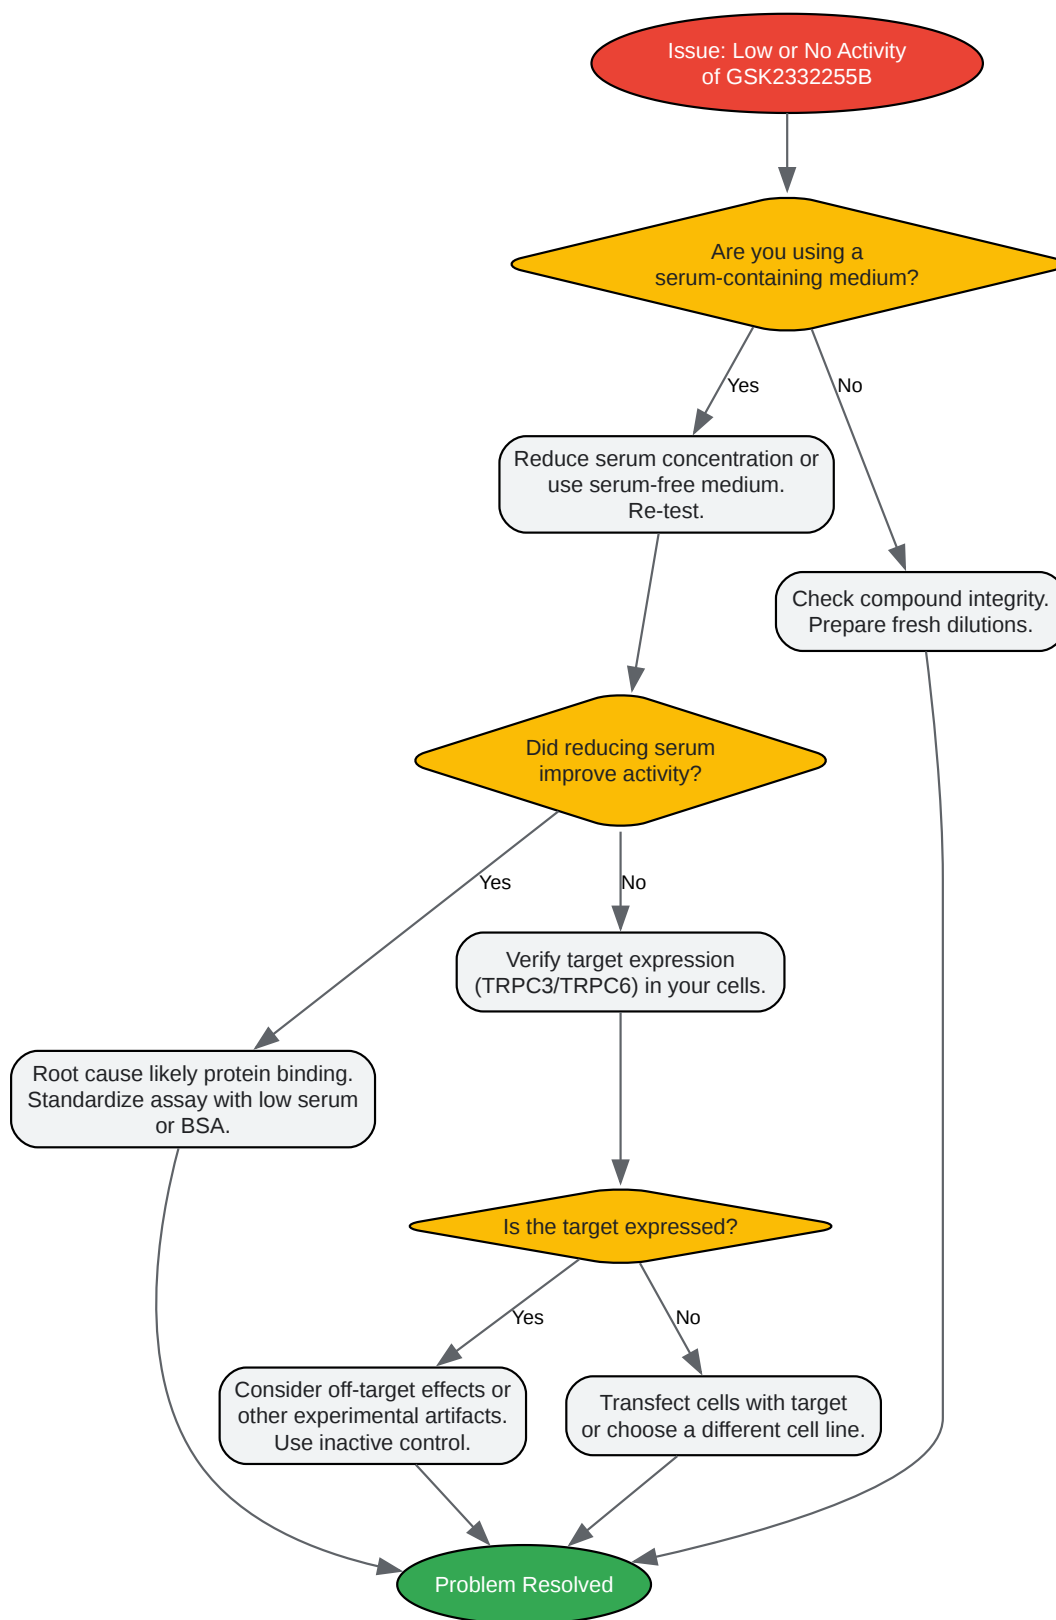 Issue: Low or No Activity
of GSK2332255B
Are you using a
serum-containing medium?
Yes
No
Reduce serum concentration or
use serum-free medium.
Re-test.
Check compound integrity.
Prepare fresh dilutions.
Did reducing serum
improve activity?
Yes
No
Verify target expression
(TRPC3/TRPC6) in your cells.
Root cause likely protein binding.
Standardize assay with low serum
or BSA.
Is the target expressed?
Yes
No
Consider off-target effects or
other experimental artifacts.
Use inactive control.
Transfect cells with target
or choose a different cell line.
Problem Resolved